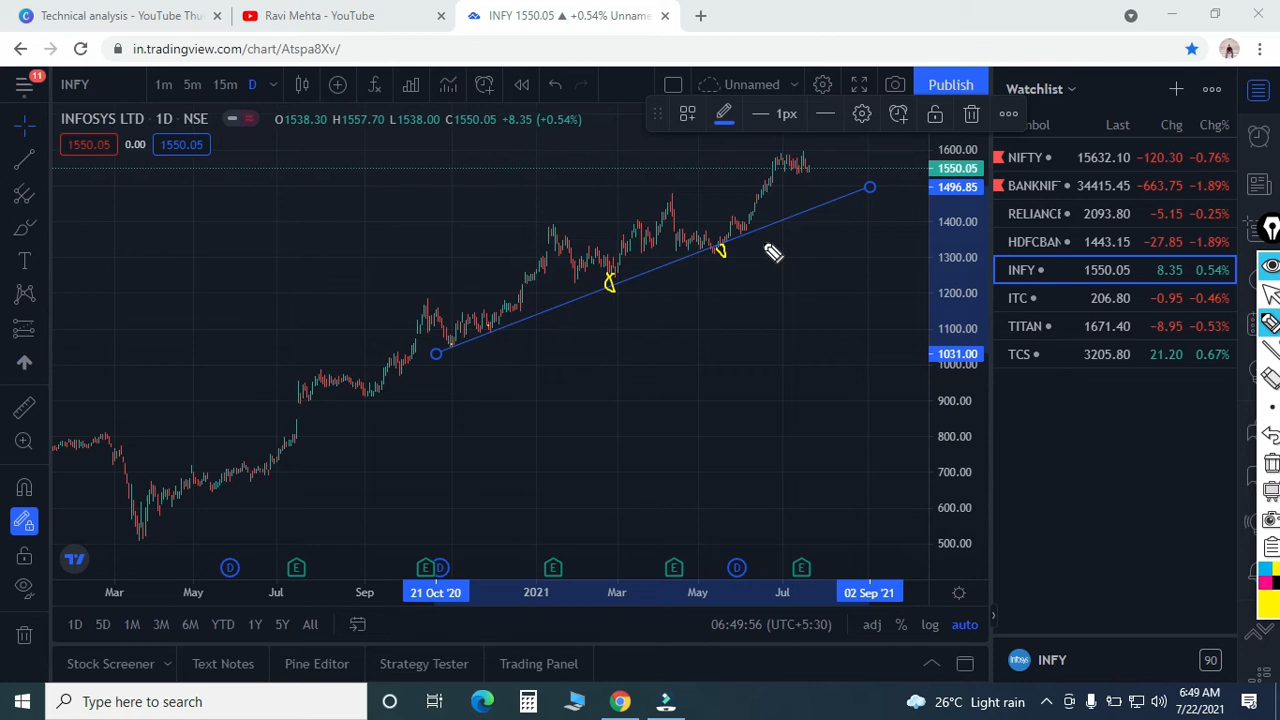 Technical analysis - YouTube Thu
Ravi Mehta - YouTube
INFY 1550.05 ▲ +0.54% Unname
in.tradingview.com/chart/Atspa8Xv/
11
INFY
1m 5m 15m D
Unnamed
Publish
Watchlist
1px
INFOSYS LTD • 1D • NSE
O1538.30 H1557.70 L1538.00 C1550.05 +8.35 (+0.54%)
1550.05 0.00 1550.05
ymbol Last Chg Chg%
NIFTY 15632.10 -120.30 -0.76%
BANKNIF 34415.45 -663.75 -1.89%
RELIANCE 2093.80 -5.15 -0.25%
HDFCBAN 1443.15 -27.85 -1.89%
INFY 1550.05 8.35 0.54%
ITC 206.80 -0.95 -0.46%
TITAN 1671.40 -8.95 -0.53%
TCS 3205.80 21.20 0.67%
1600.00
1550.05
1496.85
1400.00
1300.00
1200.00
1100.00
1031.00
1000.00
900.00
800.00
700.00
600.00
500.00
D E E D E E D E
Mar May Jul Sep 21 Oct '20 2021 Mar May Jul 02 Sep '21
1D 5D 1M 3M 6M YTD 1Y 5Y All
06:49:56 (UTC+5:30) adj % log auto
Stock Screener Text Notes Pine Editor Strategy Tester Trading Panel
Infosys INFY 90
Type here to search
26°C Light rain
6:49 AM
7/22/2021